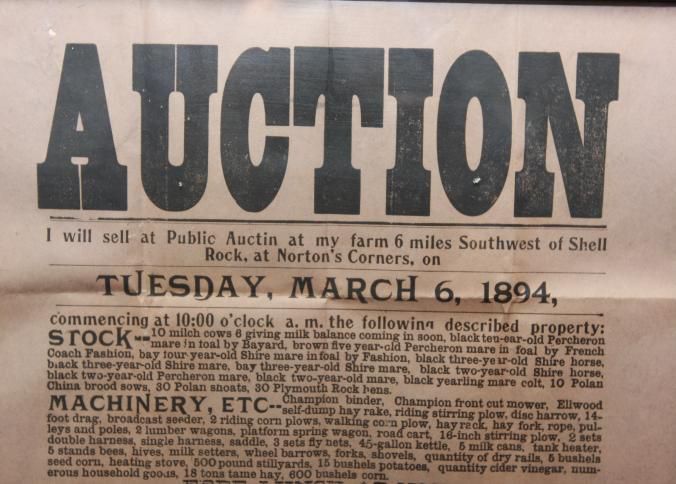 AUCTION
I will sell at Public Auctin at my farm 6 miles Southwest of Shell
Rock, at Norton's Corners, on
TUESDAY, MARCH 6, 1894,
commencing at 10:00 o'clock a. m. the following described property:
STOCK--10 milch cows 6 giving milk balance coming in soon, black ten-ear-old Percheron
mare in foal by Bayard, brown five year-old Percheron mare in foal by French
Coach Fashion, bay four-year-old Shire mare in foal by Fashion, black three-year-old Shire horse,
black three-year-old Shire mare, bay three-year-old Shire mare, black two-year-old Shire horse,
black two-year-old Percheron mare, black two-year-old mare, black yearling mare colt, 10 Polan
China brood sows, 30 Polan shoats, 30 Plymouth Rock hens.
MACHINERY, ETC--Champion binder, Champion front cut mower, Ellwood
self-dump hay rake, riding stirring plow, disc harrow, 14-
foot drag, broadcast seeder, 2 riding corn plows, walking corn plow, hay rack, hay fork, rope, pul-
leys and poles, 2 lumber wagons, platform spring wagon, road cart, 16-inch stirring plow, 2 sets
double harness, single harness, saddle, 3 sets fly nets, 45-gallon kettle, 5 milk cans, tank heater,
5 stands bees, hives, milk setters, wheel barrows, forks, shovels, quantity of dry rails, 5 bushels
seed corn, heating stove, 500 pound stillyards, 15 bushels potatoes, quantity cider vinegar, num-
erous household goods, 18 tons tame hay, 600 bushels corn.